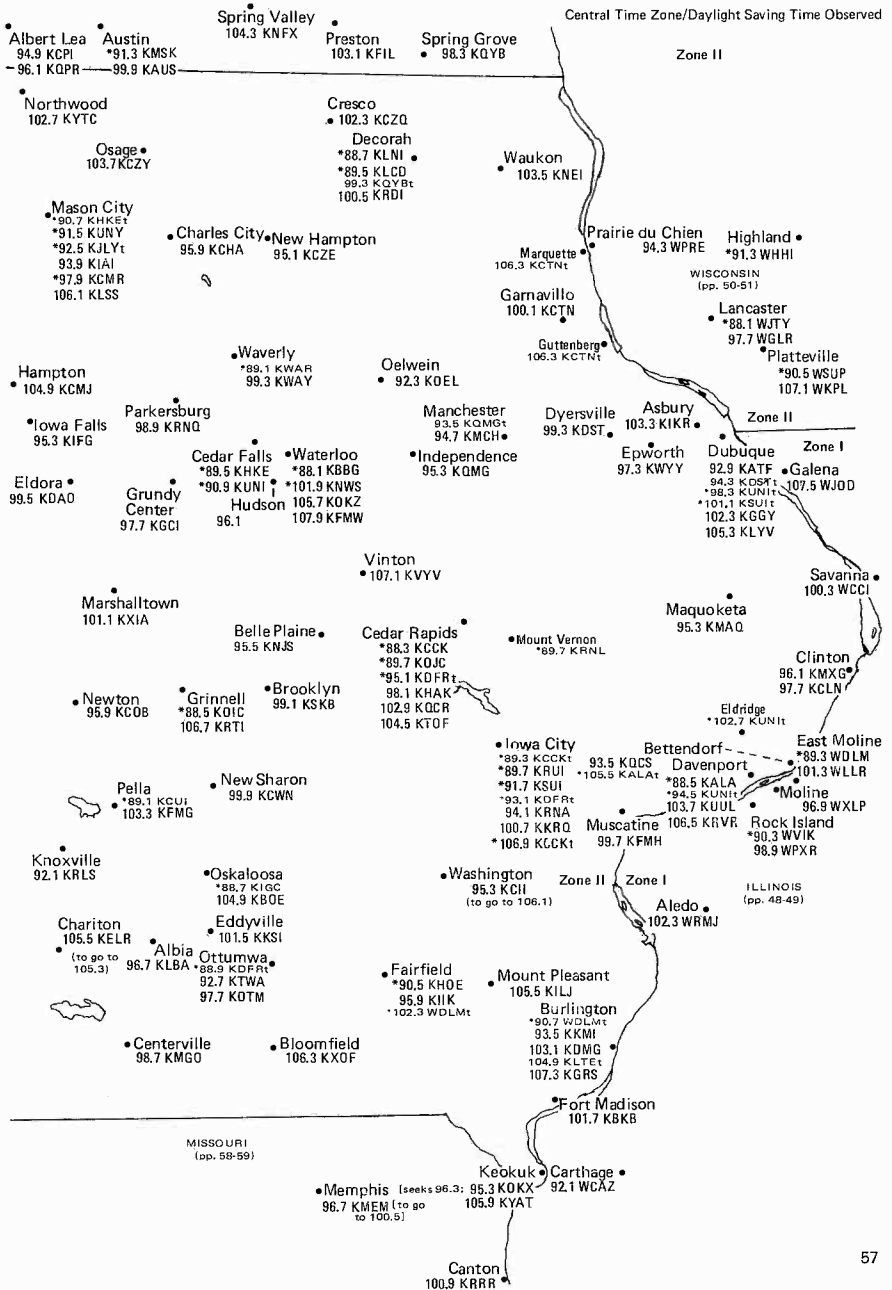 Central Time Zone/Daylight Saving Time Observed
Zone II
Albert Lea
94.9 KCPI
96.1 KQPR
Austin
*91.3 KMSK
99.9 KAUS
Spring Valley
104.3 KNFX
Preston
103.1 KFIL
Spring Grove
98.3 KQYB
Northwood
102.7 KYTC
Osage
103.7 KCZY
Cresco
102.3 KCZQ
Decorah
*88.7 KLNI
*89.5 KLCD
99.3 KQYBt
100.5 KRDI
Waukon
103.5 KNEI
Mason City
*90.7 KHKEt
*91.5 KUNY
*92.5 KJLYt
93.9 KIAI
*97.9 KCMR
106.1 KLSS
Charles City
95.9 KCHA
New Hampton
95.1 KCZE
Marquette
106.3 KCTNt
Prairie du Chien
94.3 WPRE
Highland
*91.3 WHHI
WISCONSIN
(pp. 50-51)
Garnavillo
100.1 KCTN
Lancaster
*88.1 WJTY
97.7 WGLR
Guttenberg
106.3 KCTNt
Platteville
*90.5 WSUP
107.1 WKPL
Waverly
*89.1 KWAR
99.3 KWAY
Oelwein
92.3 KOEL
Hampton
104.9 KCMJ
Parkersburg
98.9 KRNQ
Iowa Falls
95.3 KIFG
Manchester
93.5 KQMGt
94.7 KMCH
Dyersville
99.3 KDST
Asbury
103.3 KIKR
Zone II
Zone I
Cedar Falls
*89.5 KHKE
*90.9 KUNI
Waterloo
*88.1 KBBG
*101.9 KNWS
105.7 KOKZ
107.9 KFMW
Hudson
96.1
Independence
95.3 KQMG
Epworth
97.3 KWYY
Dubuque
92.9 KATF
94.3 KDSTt
*98.3 KUNIt
*101.1 KSUIt
102.3 KGGY
105.3 KLYV
Galena
107.5 WJOD
Eldora
99.5 KDAO
Grundy
Center
97.7 KGCI
Vinton
107.1 KVYV
Savanna
100.3 WCCI
Marshalltown
101.1 KXIA
Maquoketa
95.3 KMAQ
Belle Plaine
95.5 KNJS
Cedar Rapids
*88.3 KCCK
*89.7 KOJC
*95.1 KDFRt
98.1 KHAK
102.9 KQCR
104.5 KTOF
Mount Vernon
*89.7 KRNL
Clinton
96.1 KMXG
97.7 KCLN
Newton
95.9 KCOB
Grinnell
*88.5 KOIC
106.7 KRTI
Brooklyn
99.1 KSKB
Eldridge
*102.7 KUNIt
Iowa City
*89.3 KCCKt
*89.7 KRUI
*91.7 KSUI
*93.1 KDFRt
94.1 KRNA
100.7 KKRQ
*106.9 KCCKt
Bettendorf
93.5 KQCS
*105.5 KALAt
Davenport
*88.5 KALA
*94.5 KUNIt
103.7 KUUL
106.5 KRVR
East Moline
*89.3 WDLM
101.3 WLLR
Moline
96.9 WXLP
Rock Island
*90.3 WVIK
98.9 WPXR
Pella
*89.1 KCUI
103.3 KFMG
New Sharon
99.9 KCWN
Muscatine
99.7 KFMH
Knoxville
92.1 KRLS
Oskaloosa
*88.7 KIGC
104.9 KBOE
Washington
95.3 KCII
(to go to 106.1)
Zone II
Zone I
ILLINOIS
(pp. 48-49)
Aledo
102.3 WRMJ
Chariton
105.5 KELR
(to go to
105.3)
Albia
96.7 KLBA
Eddyville
101.5 KKSI
Ottumwa
*88.9 KDFRt
92.7 KTWA
97.7 KOTM
Fairfield
*90.5 KHOE
95.9 KIIK
*102.3 WDLMt
Mount Pleasant
105.5 KILJ
Burlington
*90.7 WDLMt
93.5 KKMI
103.1 KDMG
104.9 KLTEt
107.3 KGRS
Centerville
98.7 KMGO
Bloomfield
106.3 KXOF
Fort Madison
101.7 KBKB
MISSOURI
(pp. 58-59)
Memphis
96.7 KMEM [to go
to 100.5]
Keokuk
[seeks 96.3; 95.3 KOKX
105.9 KYAT
Carthage
92.1 WCAZ
Canton
100.9 KRRR
57